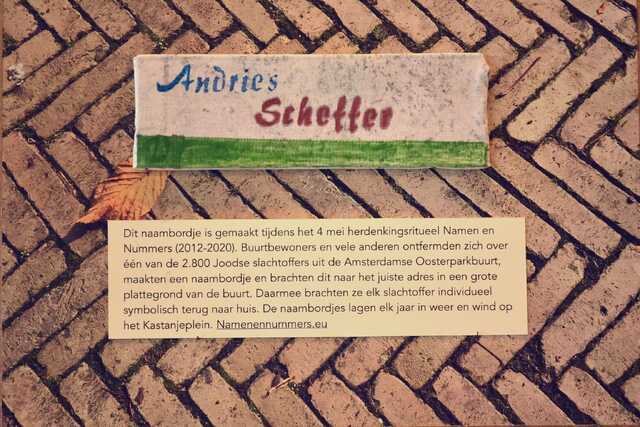 Andries
Scheffer
Dit naambordje is gemaakt tijdens het 4 mei herdenkingsritueel Namen en
Nummers (2012-2020). Buurtbewoners en vele anderen ontfermden zich over
één van de 2.800 Joodse slachtoffers uit de Amsterdamse Oosterparkbuurt,
maakten een naambordje en brachten dit naar het juiste adres in een grote
plattegrond van de buurt. Daarmee brachten ze elk slachtoffer individueel
symbolisch terug naar huis. De naambordjes lagen elk jaar in weer en wind op
het Kastanjeplein. Namenennummers.eu